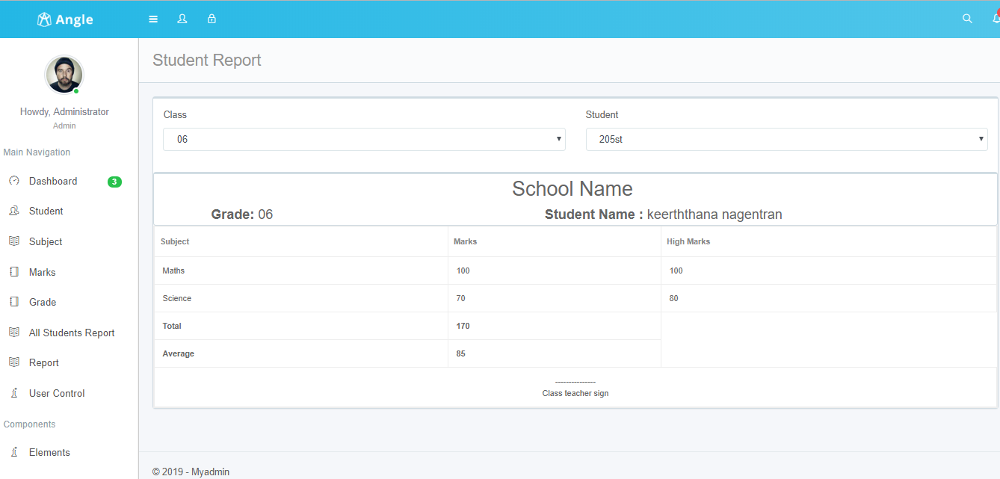 Angle
Student Report
Howdy, Administrator
Admin
Main Navigation
Dashboard 3
Student
Subject
Marks
Grade
All Students Report
Report
User Control
Components
Elements
Class Student
06 205st
School Name
Grade: 06 Student Name : keerththana nagentran
Subject Marks High Marks
Maths 100 100
Science 70 80
Total 170
Average 85
---------------
Class teacher sign
© 2019 - Myadmin